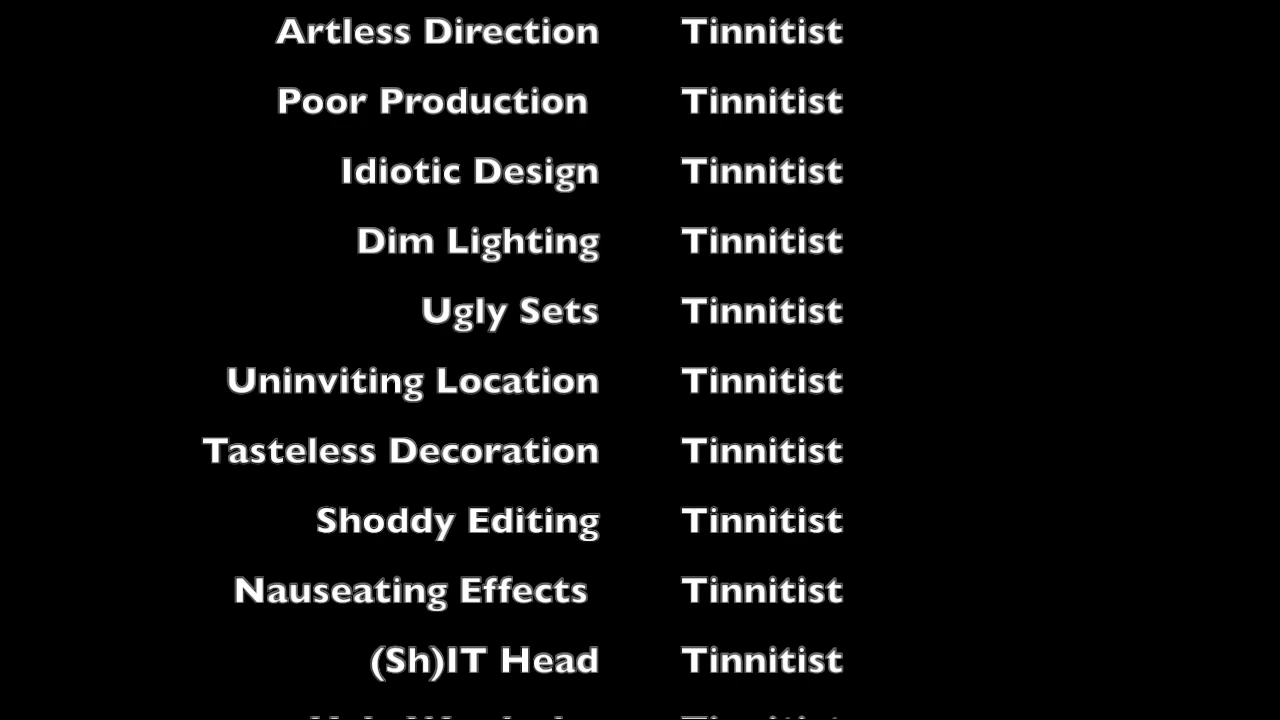 Artless Direction Tinnitist
Poor Production Tinnitist
Idiotic Design Tinnitist
Dim Lighting Tinnitist
Ugly Sets Tinnitist
Uninviting Location Tinnitist
Tasteless Decoration Tinnitist
Shoddy Editing Tinnitist
Nauseating Effects Tinnitist
(Sh)IT Head Tinnitist